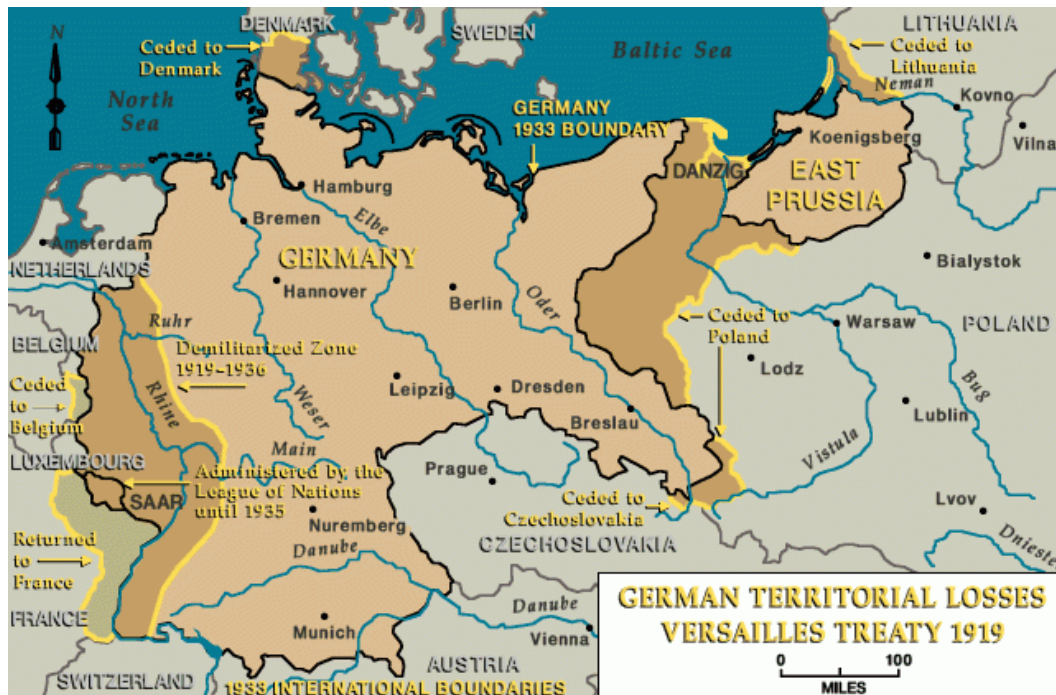 DENMARK
Ceded to
Denmark
SWEDEN
Baltic Sea
LITHUANIA
Ceded to
Lithuania
N
North
Sea
Neman
Kovno
Vilna
GERMANY
1933 BOUNDARY
Koenigsberg
DANZIG
EAST
PRUSSIA
Hamburg
Bremen
Elbe
Amsterdam
NETHERLANDS
GERMANY
Hannover
Berlin
Oder
Bialystok
Ruhr
Ceded to
Poland
Warsaw
POLAND
BELGIUM
Demilitarized Zone
1919-1936
Lodz
Bug
Ceded
to
Belgium
Rhine
Weser
Leipzig
Dresden
Breslau
Lublin
Vistula
LUXEMBOURG
Main
Administered by the
League of Nations
until 1935
SAAR
Prague
Nuremberg
Ceded to
Czechoslovakia
CZECHOSLOVAKIA
Lvov
Dniester
Returned
to
France
Danube
FRANCE
Munich
Danube
Vienna
AUSTRIA
SWITZERLAND
1933 INTERNATIONAL BOUNDARIES
GERMAN TERRITORIAL LOSSES
VERSAILLES TREATY 1919
0 100
MILES